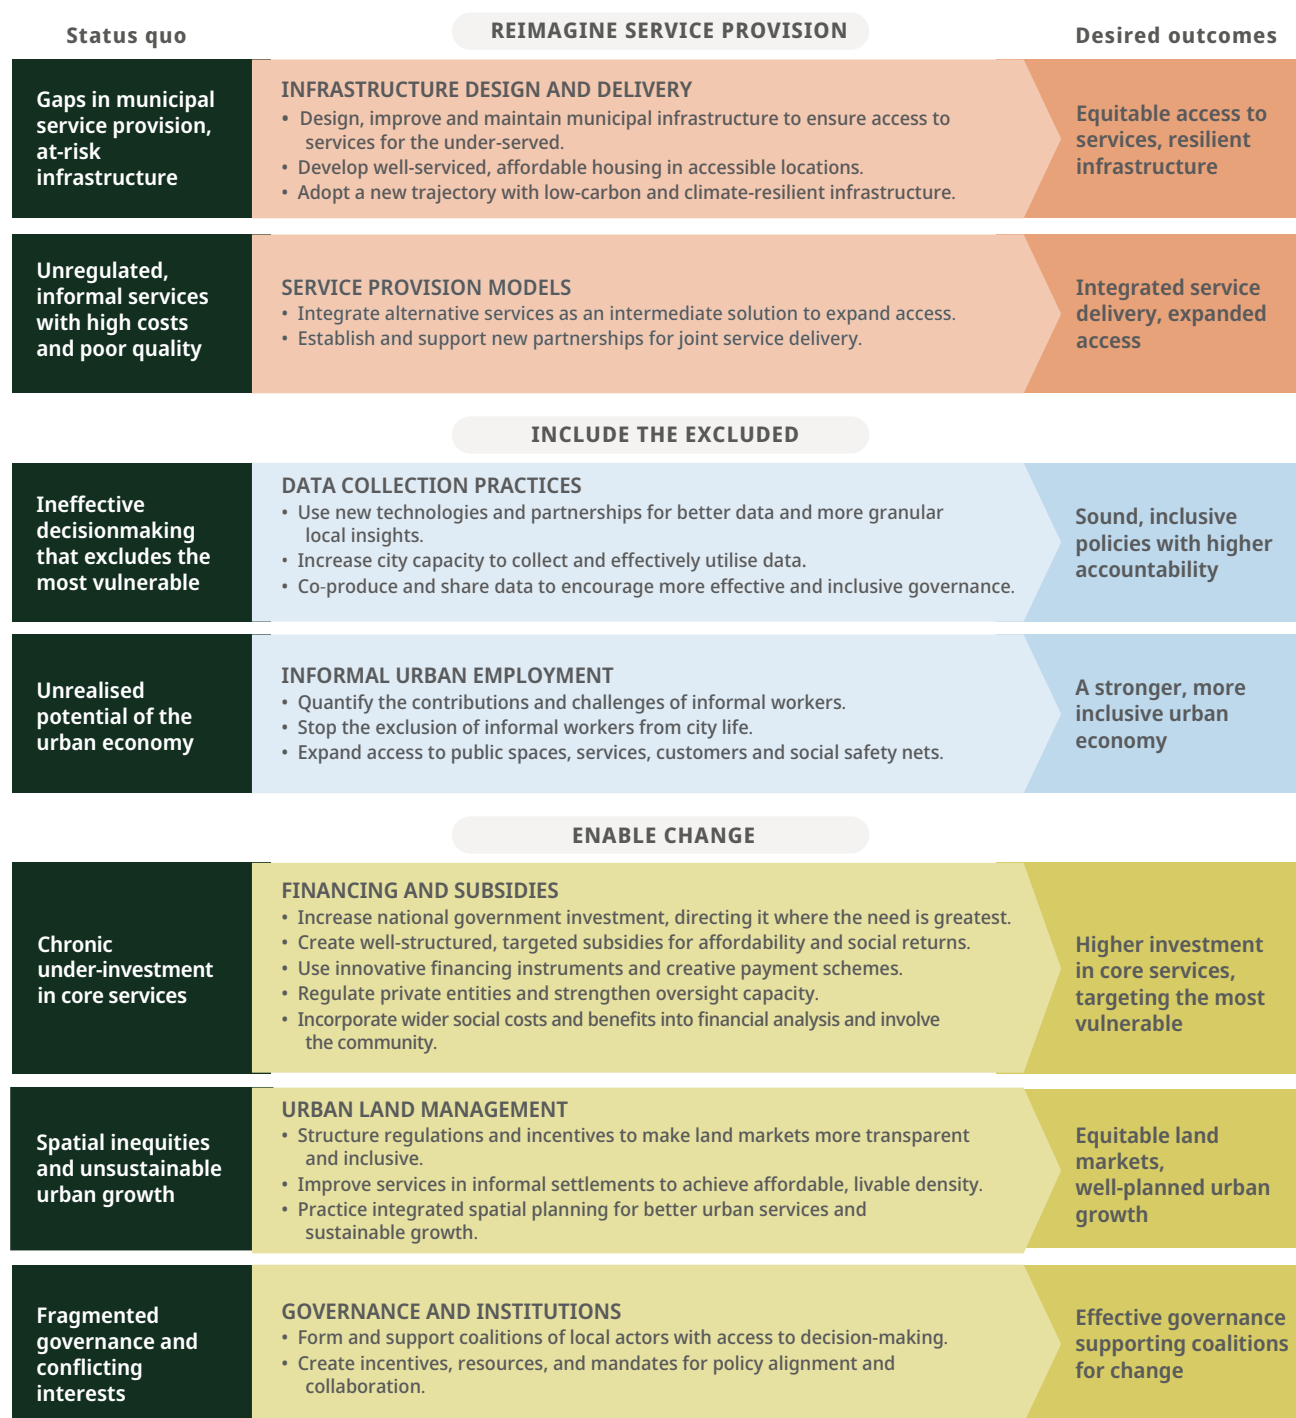 Status quo
REIMAGINE SERVICE PROVISION
Desired outcomes
Gaps in municipal
service provision,
at-risk
infrastructure
INFRASTRUCTURE DESIGN AND DELIVERY
• Design, improve and maintain municipal infrastructure to ensure access to
services for the under-served.
• Develop well-serviced, affordable housing in accessible locations.
• Adopt a new trajectory with low-carbon and climate-resilient infrastructure.
Equitable access to
services, resilient
infrastructure
Unregulated,
informal services
with high costs
and poor quality
SERVICE PROVISION MODELS
• Integrate alternative services as an intermediate solution to expand access.
• Establish and support new partnerships for joint service delivery.
Integrated service
delivery, expanded
access
INCLUDE THE EXCLUDED
Ineffective
decisionmaking
that excludes the
most vulnerable
DATA COLLECTION PRACTICES
• Use new technologies and partnerships for better data and more granular
local insights.
• Increase city capacity to collect and effectively utilise data.
• Co-produce and share data to encourage more effective and inclusive governance.
Sound, inclusive
policies with higher
accountability
Unrealised
potential of the
urban economy
INFORMAL URBAN EMPLOYMENT
• Quantify the contributions and challenges of informal workers.
• Stop the exclusion of informal workers from city life.
• Expand access to public spaces, services, customers and social safety nets.
A stronger, more
inclusive urban
economy
ENABLE CHANGE
Chronic
under-investment
in core services
FINANCING AND SUBSIDIES
• Increase national government investment, directing it where the need is greatest.
• Create well-structured, targeted subsidies for affordability and social returns.
• Use innovative financing instruments and creative payment schemes.
• Regulate private entities and strengthen oversight capacity.
• Incorporate wider social costs and benefits into financial analysis and involve
the community.
Higher investment
in core services,
targeting the most
vulnerable
Spatial inequities
and unsustainable
urban growth
URBAN LAND MANAGEMENT
• Structure regulations and incentives to make land markets more transparent
and inclusive.
• Improve services in informal settlements to achieve affordable, livable density.
• Practice integrated spatial planning for better urban services and
sustainable growth.
Equitable land
markets,
well-planned urban
growth
Fragmented
governance and
conflicting
interests
GOVERNANCE AND INSTITUTIONS
• Form and support coalitions of local actors with access to decision-making.
• Create incentives, resources, and mandates for policy alignment and
collaboration.
Effective governance
supporting coalitions
for change